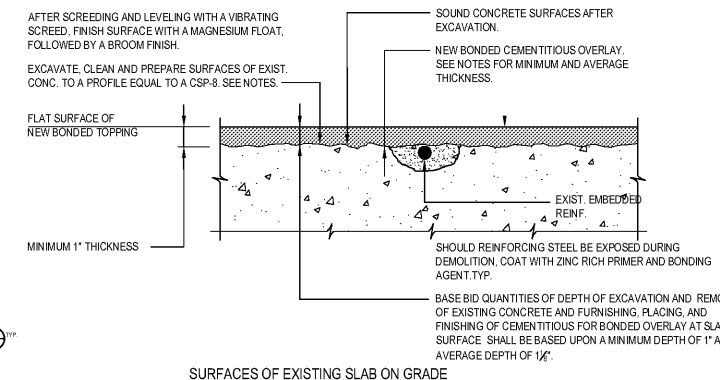 AFTER SCREEDING AND LEVELING WITH A VIBRATING
SCREED, FINISH SURFACE WITH A MAGNESIUM FLOAT,
FOLLOWED BY A BROOM FINISH.
EXCAVATE, CLEAN AND PREPARE SURFACES OF EXIST.
CONC. TO A PROFILE EQUAL TO A CSP-8. SEE NOTES.
FLAT SURFACE OF
NEW BONDED TOPPING
MINIMUM 1" THICKNESS
SOUND CONCRETE SURFACES AFTER
EXCAVATION.
NEW BONDED CEMENTITIOUS OVERLAY.
SEE NOTES FOR MINIMUM AND AVERAGE
THICKNESS.
EXIST. EMBEDDED
REINF.
SHOULD REINFORCING STEEL BE EXPOSED DURING
DEMOLITION, COAT WITH ZINC RICH PRIMER AND BONDING
AGENT.TYP.
BASE BID QUANTITIES OF DEPTH OF EXCAVATION AND REMO
OF EXISTING CONCRETE AND FURNISHING, PLACING, AND
FINISHING OF CEMENTITIOUS FOR BONDED OVERLAY AT SLA
SURFACE SHALL BE BASED UPON A MINIMUM DEPTH OF 1" A
AVERAGE DEPTH OF
TYP.
SURFACES OF EXISTING SLAB ON GRADE